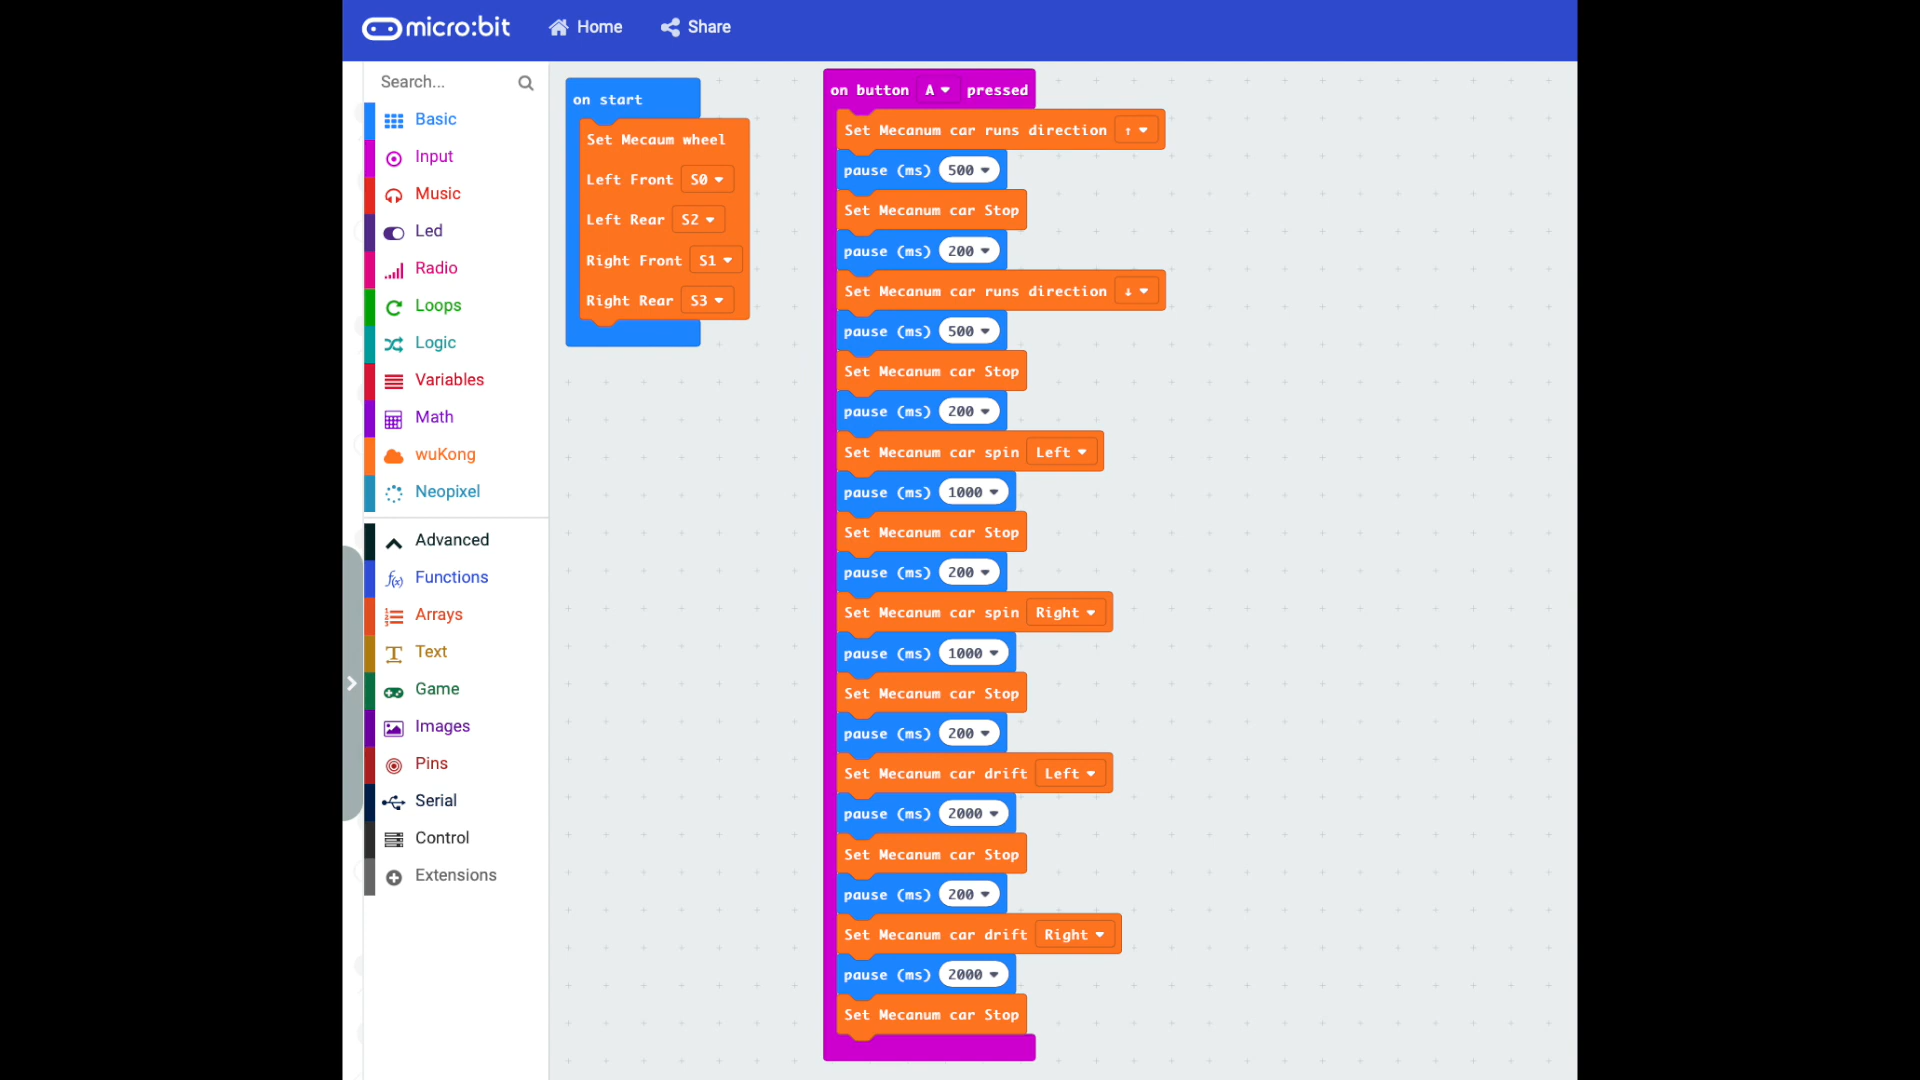 micro:bit
Home
Share
Search...
Basic
Input
Music
Led
Radio
Loops
Logic
Variables
Math
wuKong
Neopixel
Advanced
Functions
Arrays
Text
Game
Images
Pins
Serial
Control
Extensions
on start
Set Mecaum wheel
Left Front S0
Left Rear S2
Right Front S1
Right Rear S3
on button A pressed
Set Mecanum car runs direction ↑
pause (ms) 500
Set Mecanum car Stop
pause (ms) 200
Set Mecanum car runs direction ↓
pause (ms) 500
Set Mecanum car Stop
pause (ms) 200
Set Mecanum car spin Left
pause (ms) 1000
Set Mecanum car Stop
pause (ms) 200
Set Mecanum car spin Right
pause (ms) 1000
Set Mecanum car Stop
pause (ms) 200
Set Mecanum car drift Left
pause (ms) 2000
Set Mecanum car Stop
pause (ms) 200
Set Mecanum car drift Right
pause (ms) 2000
Set Mecanum car Stop